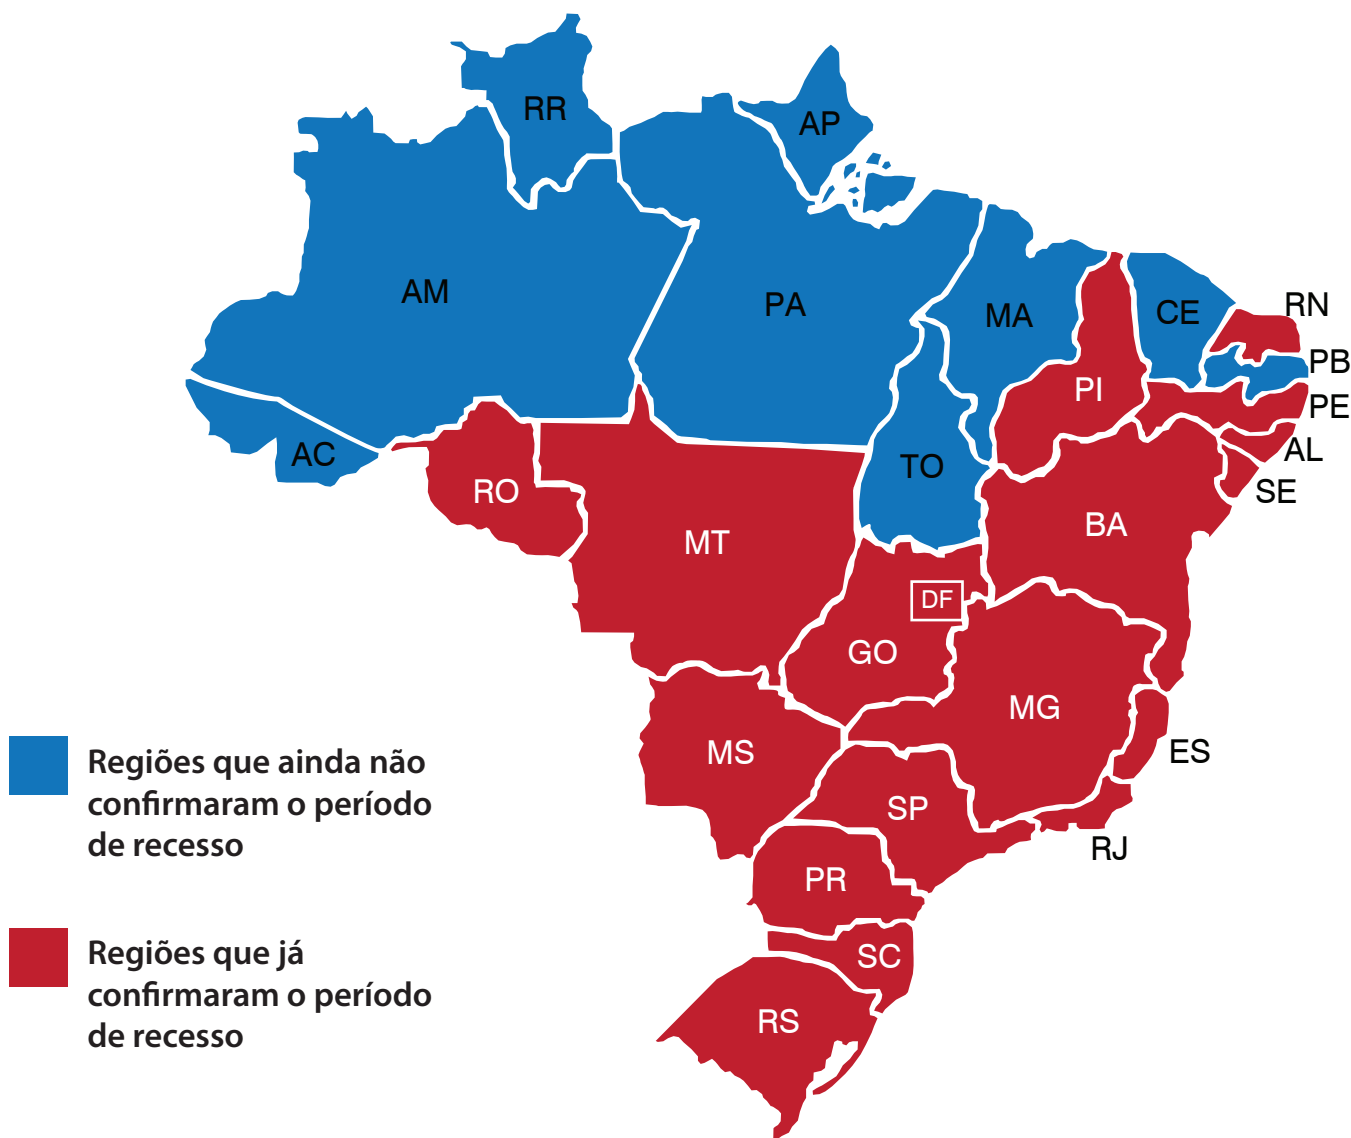 RR
AP
AM
PA
MA
CE
RN
PB
PI
PE
AC
TO
AL
RO
SE
MT
BA
DF
GO
MG
MS
ES
SP
RJ
PR
SC
RS
Regiões que ainda não
confirmaram o período
de recesso
Regiões que já
confirmaram o período
de recesso